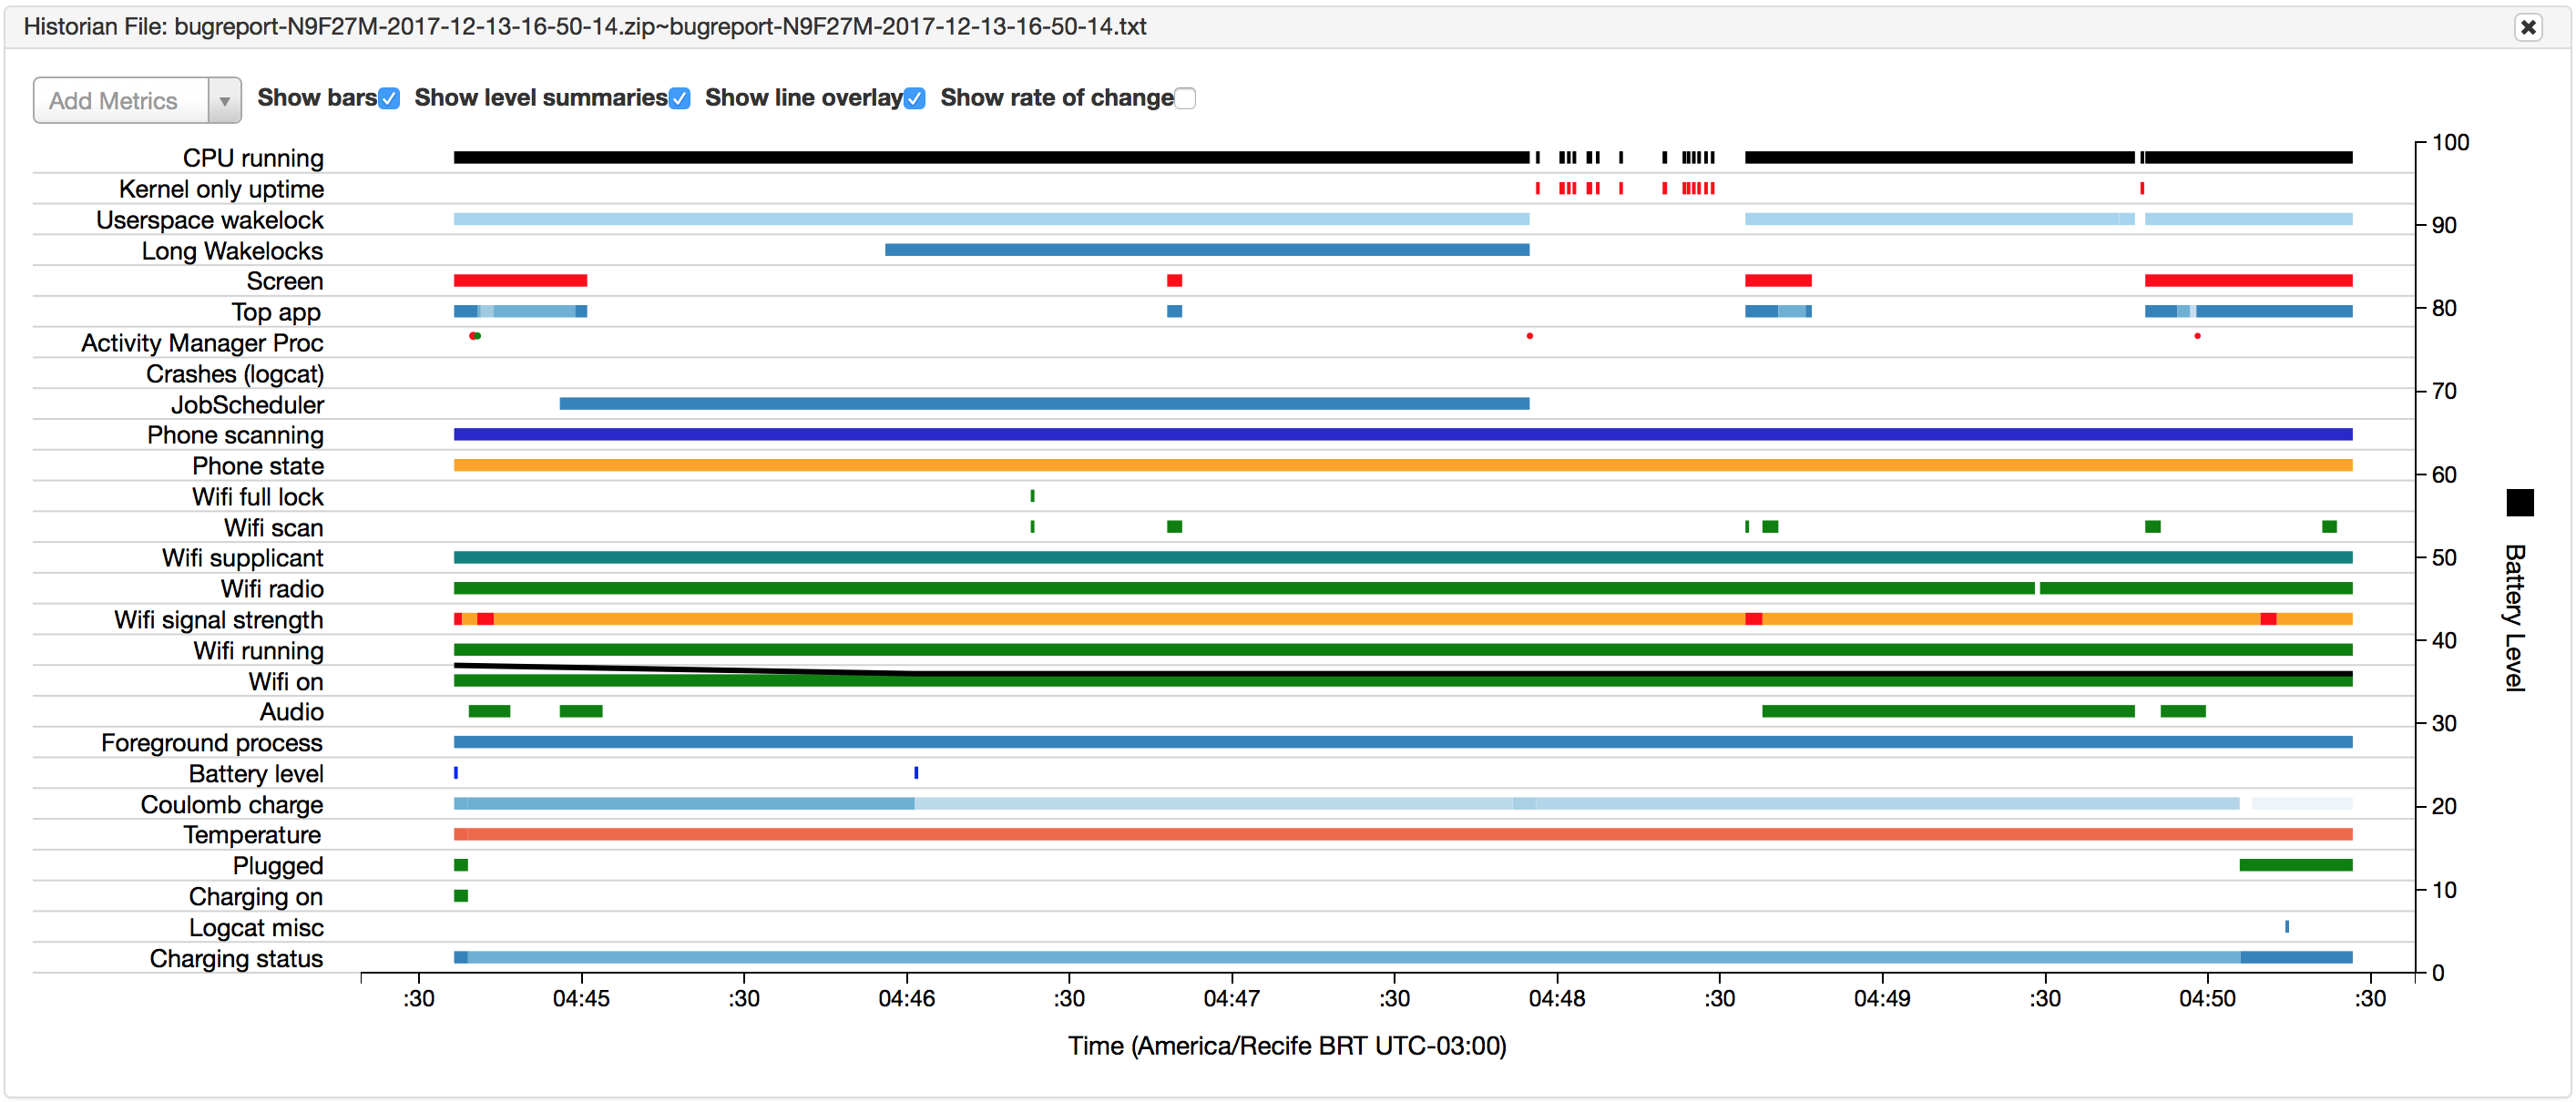 Historian File: bugreport-N9F27M-2017-12-13-16-50-14.zip~bugreport-N9F27M-2017-12-13-16-50-14.txt
Add Metrics Show bars Show level summaries Show line overlay Show rate of change
CPU running
Kernel only uptime
Userspace wakelock
Long Wakelocks
Screen
Top app
Activity Manager Proc
Crashes (logcat)
JobScheduler
Phone scanning
Phone state
Wifi full lock
Wifi scan
Wifi supplicant
Wifi radio
Wifi signal strength
Wifi running
Wifi on
Audio
Foreground process
Battery level
Coulomb charge
Temperature
Plugged
Charging on
Logcat misc
Charging status
100
90
80
70
60
50
40
30
20
10
0
Battery Level
:30 04:45 :30 04:46 :30 04:47 :30 04:48 :30 04:49 :30 04:50 :30
Time (America/Recife BRT UTC-03:00)